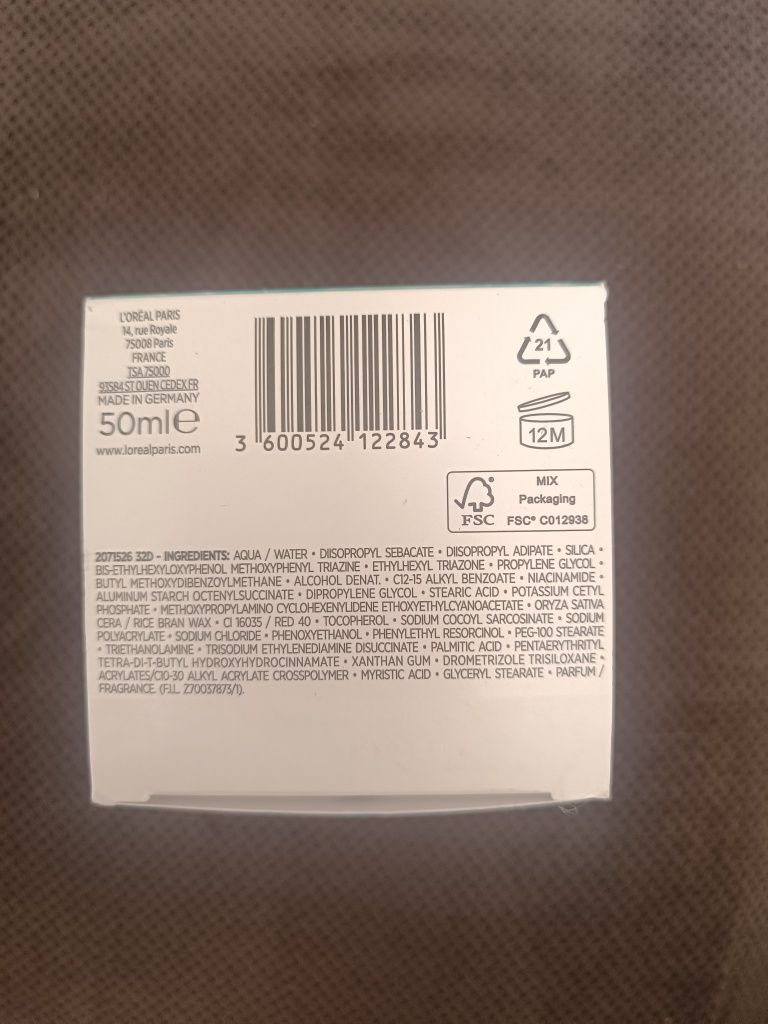 L'ORÉAL PARIS
14, rue Royale
75008 Paris
FRANCE
TSA 75000
93584 ST OUEN CEDEX FR
MADE IN GERMANY
50ml℮
www.lorealparis.com
3 600524 122843
21
PAP
12M
FSC
MIX
Packaging
FSC® C012938
2071526 32D - INGREDIENTS: AQUA / WATER • DIISOPROPYL SEBACATE • DIISOPROPYL ADIPATE • SILICA •
BIS-ETHYLHEXYLOXYPHENOL METHOXYPHENYL TRIAZINE • ETHYLHEXYL TRIAZONE • PROPYLENE GLYCOL •
BUTYL METHOXYDIBENZOYLMETHANE • ALCOHOL DENAT. • C12-15 ALKYL BENZOATE • NIACINAMIDE •
ALUMINUM STARCH OCTENYLSUCCINATE • DIPROPYLENE GLYCOL • STEARIC ACID • POTASSIUM CETYL
PHOSPHATE • METHOXYPROPYLAMINO CYCLOHEXENYLIDENE ETHOXYETHYLCYANOACETATE • ORYZA SATIVA
CERA / RICE BRAN WAX • CI 16035 / RED 40 • TOCOPHEROL • SODIUM COCOYL SARCOSINATE • SODIUM
POLYACRYLATE • SODIUM CHLORIDE • PHENOXYETHANOL • PHENYLETHYL RESORCINOL • PEG-100 STEARATE
• TRIETHANOLAMINE • TRISODIUM ETHYLENEDIAMINE DISUCCINATE • PALMITIC ACID • PENTAERYTHRITYL
TETRA-DI-T-BUTYL HYDROXYHYDROCINNAMATE • XANTHAN GUM • DROMETRIZOLE TRISILOXANE •
ACRYLATES/C10-30 ALKYL ACRYLATE CROSSPOLYMER • MYRISTIC ACID • GLYCERYL STEARATE • PARFUM /
FRAGRANCE. (F.I.L. Z70037873/1).